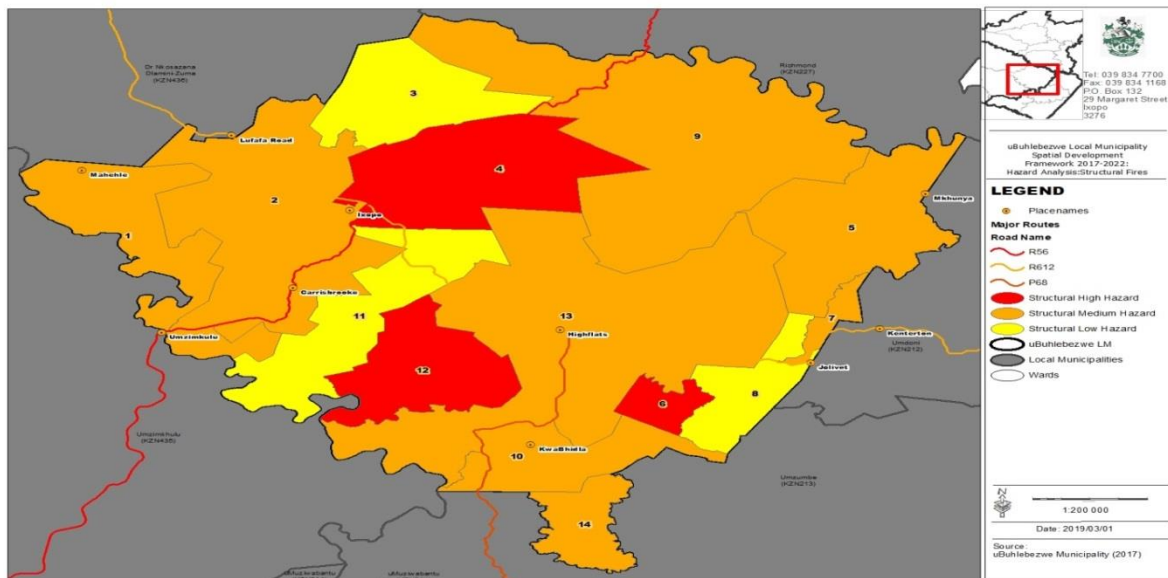 Dr Nkosazana
Dlamini-Zuma
(KZN436)
Richmond
(KZN227)
3
9
Lufafa Road
Mahehle
4
2
Ixopo
Mkhunya
1
5
Carrisbrooke
11
13
Highflats
7
Umzimkulu
Umdoni
(KZN212)
Jolivet
12
8
6
Umzimkhulu
(KZN435)
10
KwaBhidla
Umzumbe
(KZN213)
14
uMuziwabantu
uMuziwabantu
Tel: 039 834 7700
Fax: 039 834 1168
P.O. Box 132
29 Margaret Street
Ixopo
3276
uBuhlebezwe Local Municipality
Spatial Development
Framework 2017-2022:
Hazard Analysis:Structural Fires
LEGEND
Placenames
Major Routes
Road Name
R56
R612
P68
Structural High Hazard
Structural Medium Hazard
Structural Low Hazard
uBuhlebezwe LM
Local Municipalities
Wards
N
1:200 000
Date: 2019/03/01
Source:
uBuhlebezwe Municipality (2017)